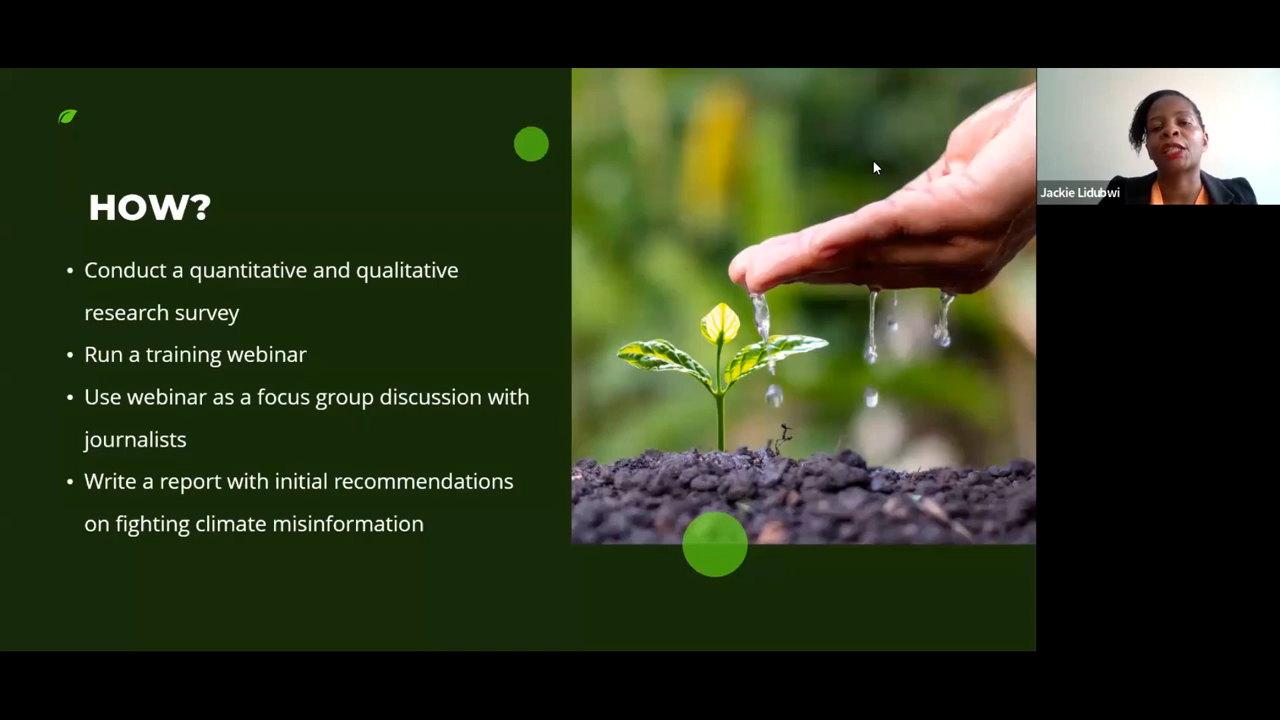 HOW?
• Conduct a quantitative and qualitative
research survey
• Run a training webinar
• Use webinar as a focus group discussion with
journalists
• Write a report with initial recommendations
on fighting climate misinformation
Jackie Lidubwi